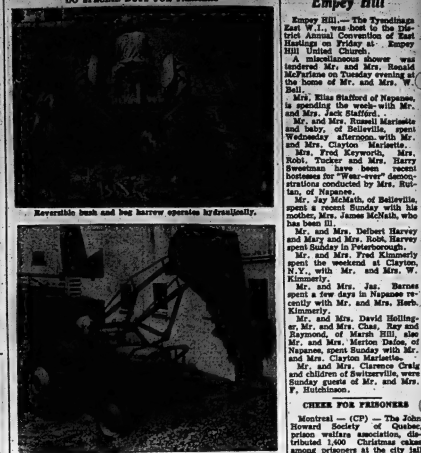 Reversible bush and bog harrow operates hydraulically.
Empey Hill
Empey Hill.— The Tyendinaga
East W.I., was host to the Dis-
trict Annual Convention of East
Hastings on Friday at Empey
Hill United Church.
A miscellaneous shower was
tendered Mr. and Mrs. Ronald
McFarlane on Tuesday evening at
the home of Mr. and Mrs. W.
Bell.
Mrs. Elias Stafford of Napanee,
is spending the week with Mr.
and Mrs. Jack Stafford.
Mr. and Mrs. Russell Marisette
and baby, of Belleville, spent
Wednesday afternoon with Mr.
and Mrs. Clayton Marisette.
Mrs. Fred Keyworth, Mrs.
Robt. Tucker and Mrs. Harry
Sweetman have been recent
hostesses for "Wear-ever" demon-
strations conducted by Mrs. Rut-
tan, of Napanee.
Mr. Jay McMath, of Belleville,
spent a recent Sunday with his
mother, Mrs. James McNath, who
has been ill.
Mr. and Mrs. Delbert Harvey
and Mary and Mrs. Robt. Harvey
spent Sunday in Peterborough.
Mr. and Mrs. Fred Kimmerly
spent the weekend at Clayton,
N.Y., with Mr. and Mrs. W.
Kimmerly.
Mr. and Mrs. Jas. Barnes
spent a few days in Napanee re-
cently with Mr. and Mrs. Herb.
Kimmerly.
Mr. and Mrs. David Holling-
er, Mr. and Mrs. Chas. Ray and
Raymond, of Marsh Hill, also
Mr. and Mrs. Merton Dafoe, of
Napanee, spent Sunday with Mr.
and Mrs. Clayton Marisette.
Mr. and Mrs. Clarence Craig
and children of Switzerville, were
Sunday guests of Mr. and Mrs.
F. Hutchinson.
CHEER FOR PRISONERS
Montreal — (CP) — The John
Howard Society of Quebec,
prison welfare association, dis-
tributed 1,400 Christmas cakes
among prisoners at the city jail